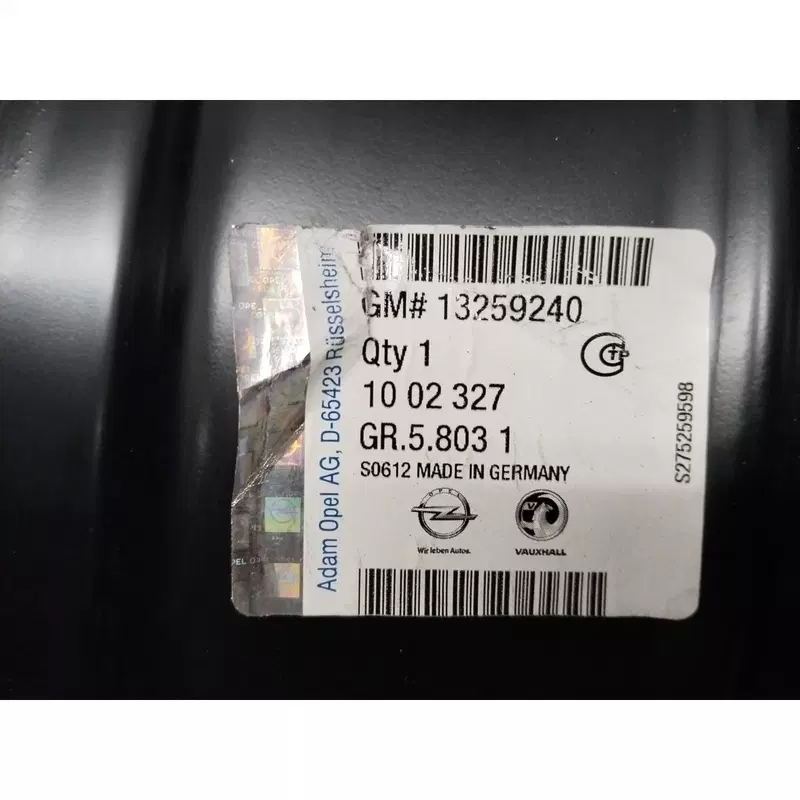 GM# 13259240
Qty 1
10 02 327
GR.5.803 1
S0612 MADE IN GERMANY
OPEL
Wir leben Autos.
VAUXHALL
Adam Opel AG, D-65423 Rüsselsheim
S275259598